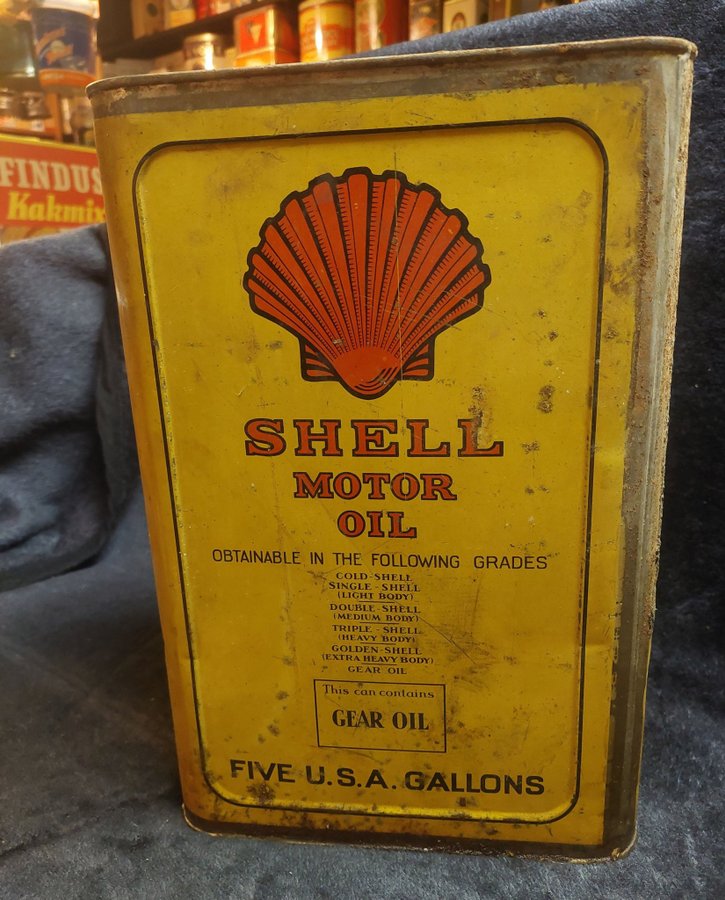 FINDUS
Kakmix
SHELL
MOTOR
OIL
OBTAINABLE IN THE FOLLOWING GRADES
COLD-SHELL
SINGLE-SHELL
(LIGHT BODY)
DOUBLE-SHELL
(MEDIUM BODY)
TRIPLE-SHELL
(HEAVY BODY)
GOLDEN-SHELL
(EXTRA HEAVY BODY)
GEAR OIL
This can contains
GEAR OIL
FIVE U.S.A. GALLONS